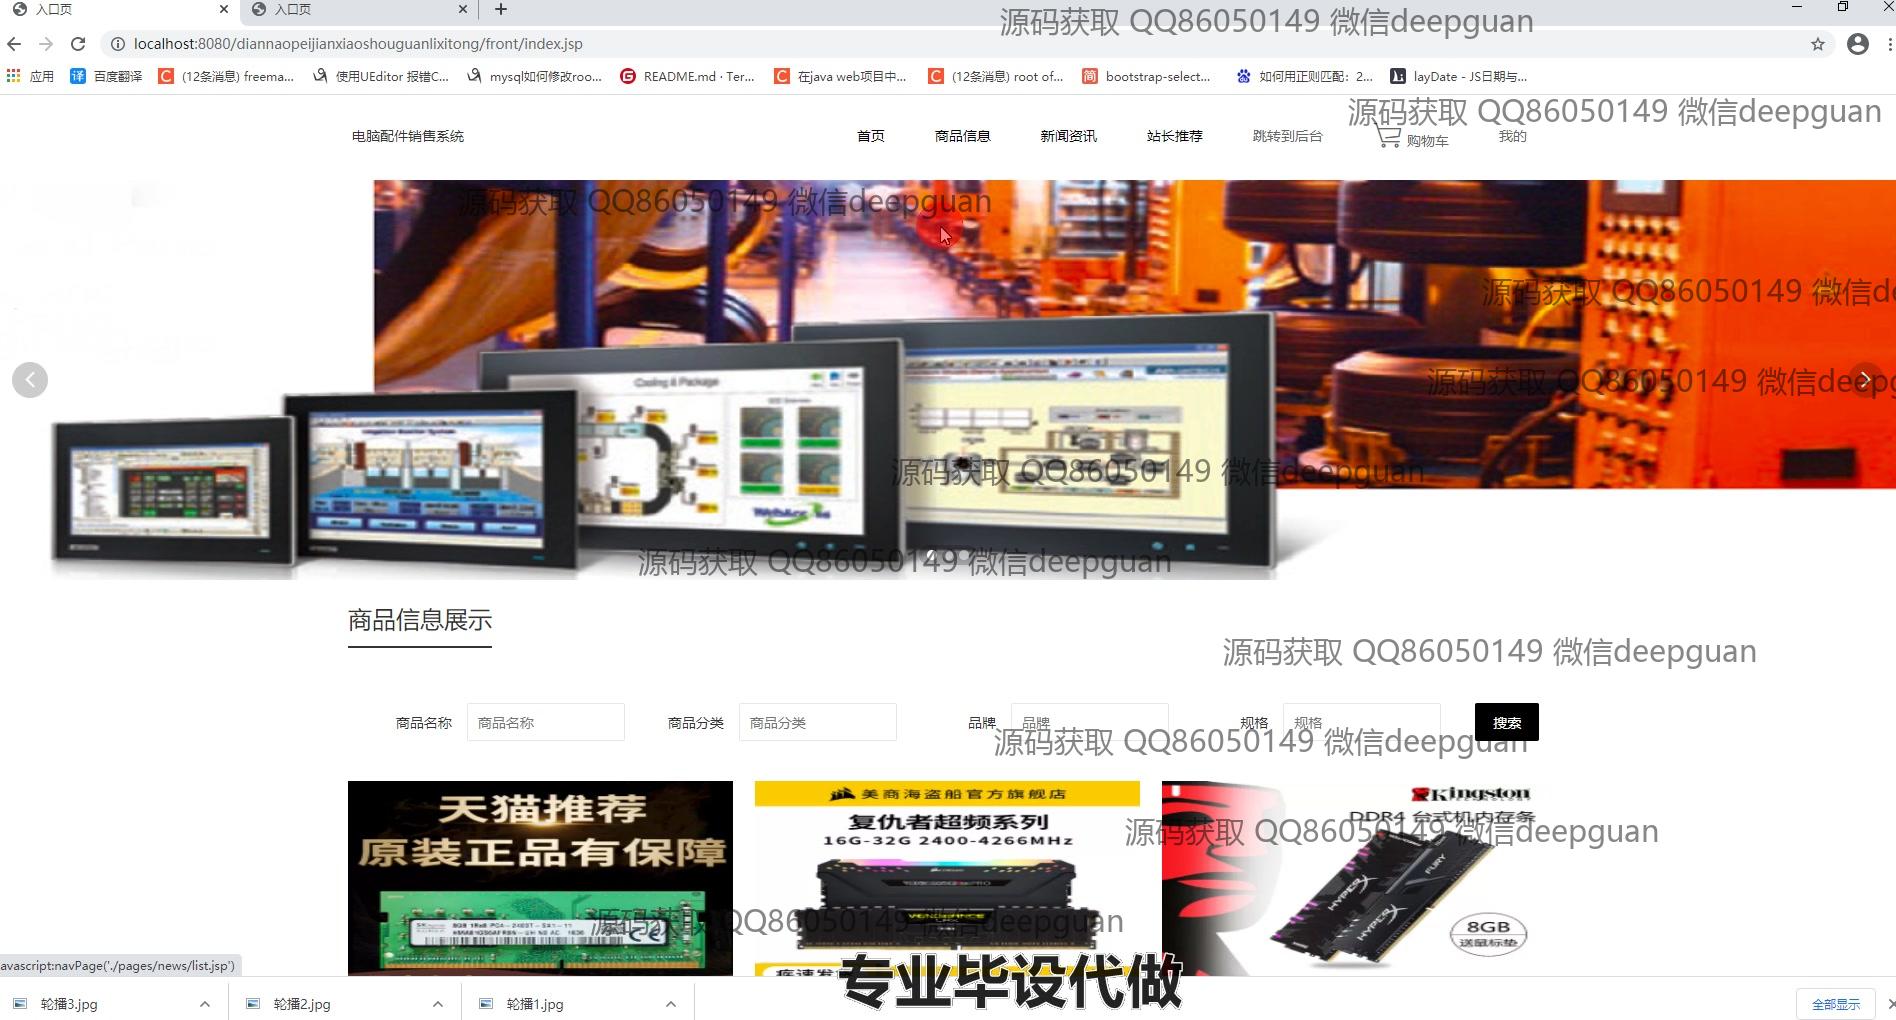 入口页
入口页
源码获取 QQ86050149 微信deepguan
localhost:8080/diannaopeijianxiaoshouguanlixitong/front/index.jsp
应用
百度翻译
(12条消息) freema...
使用UEditor 报错C...
mysql如何修改roo...
README.md · Ter...
在java web项目中...
(12条消息) root of...
bootstrap-select...
如何用正则匹配：2...
layDate - JS日期与...
源码获取 QQ86050149 微信deepguan
电脑配件销售系统
首页
商品信息
新闻资讯
站长推荐
跳转到后台
购物车
我的
源码获取 QQ86050149 微信deepguan
源码获取 QQ86050149 微信de
源码获取 QQ86050149 微信deepg
Cooling & Package
源码获取 QQ86050149 微信deepguan
源码获取 QQ86050149 微信deepguan
商品信息展示
源码获取 QQ86050149 微信deepguan
商品名称
商品名称
商品分类
商品分类
品牌
品牌
规格
规格
搜索
源码获取 QQ86050149 微信deepguan
天猫推荐
原装正品有保障
美商海盗船官方旗舰店
复仇者超频系列
16G-32G 2400-4266MHz
VENGEANCE
Kingston
DDR4 台式机内存条
HYPERX
FURY
HYPERX
8GB
送鼠标垫
源码获取 QQ86050149 微信deepguan
源码获取 QQ86050149 微信deepguan
avascript:navPage('./pages/news/list.jsp')
专业毕设代做
轮播3.jpg
轮播2.jpg
轮播1.jpg
全部显示